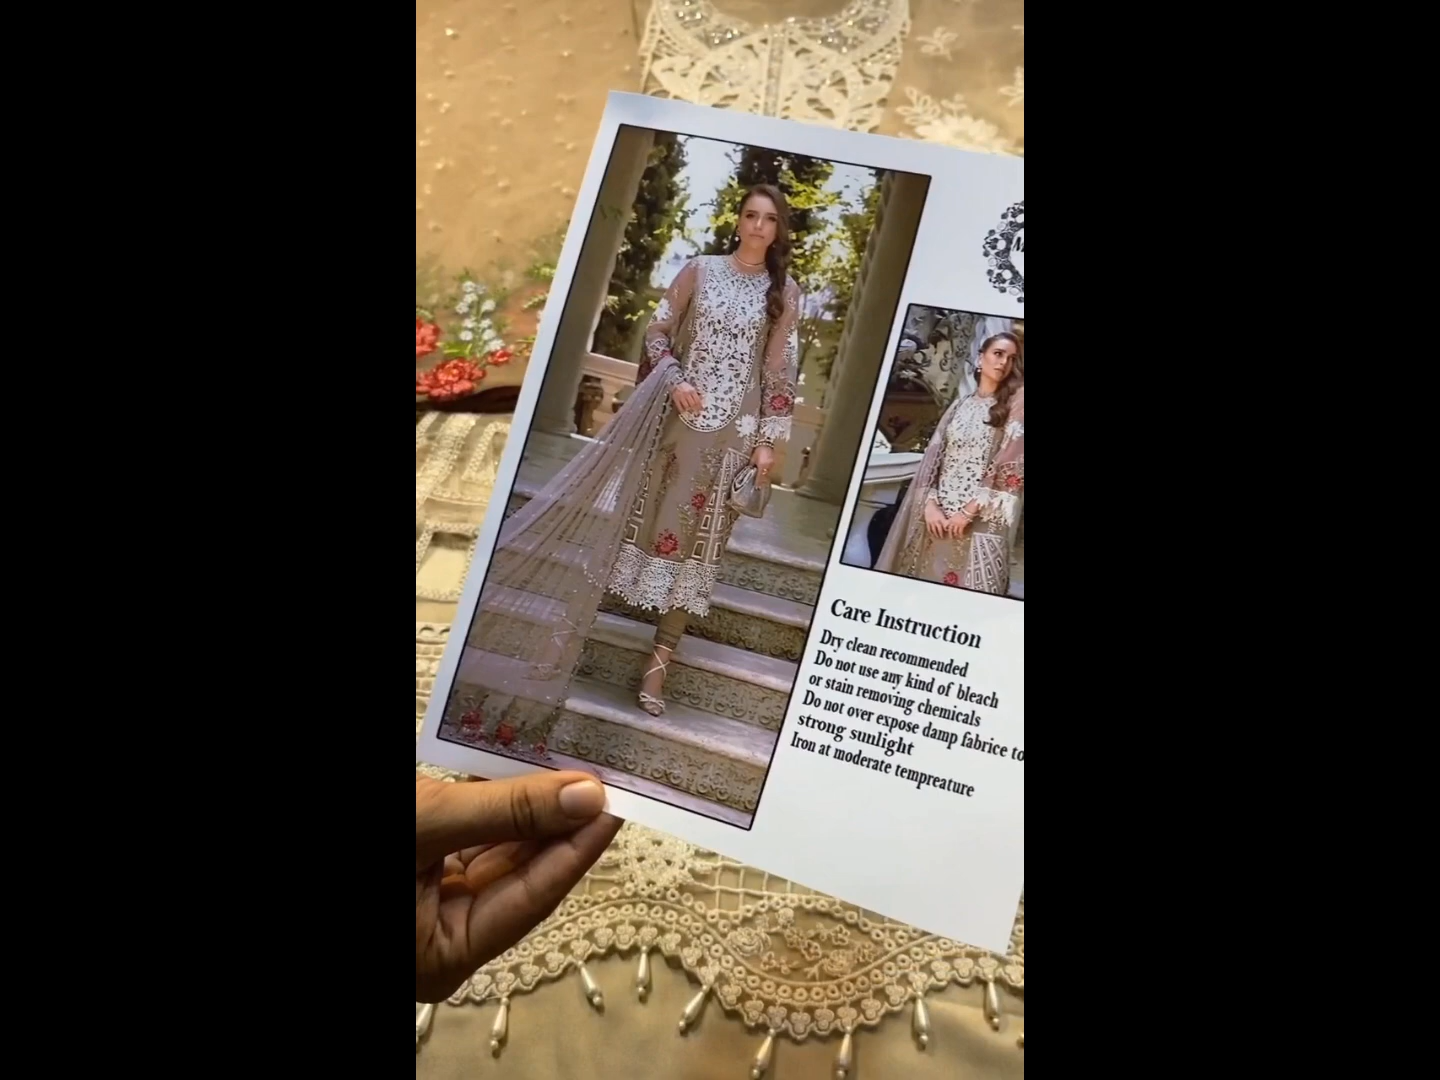 Care Instruction
Dry clean recommended
Do not use any kind of bleach
or stain removing chemicals
Do not over expose damp fabrice to
strong sunlight
Iron at moderate tempreature